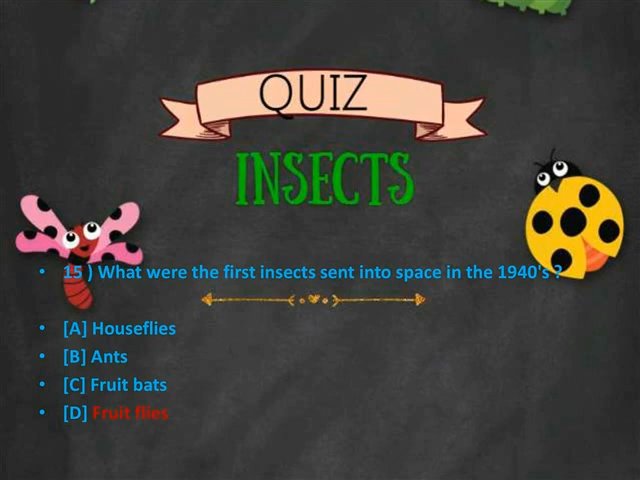 QUIZ
INSECTS
• 15 ) What were the first insects sent into space in the 1940's ?
• [A] Houseflies
• [B] Ants
• [C] Fruit bats
• [D] Fruit flies